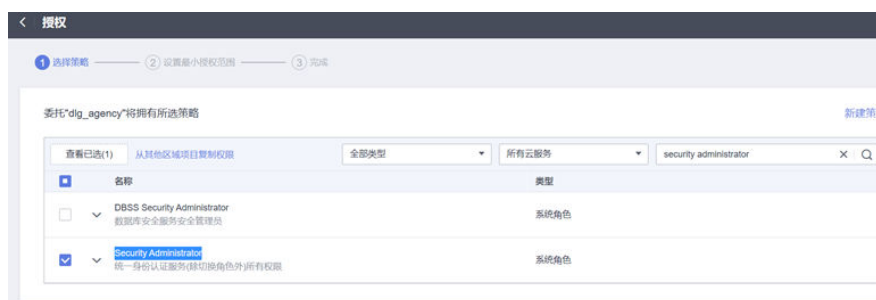 授权
1 选择策略 2 设置最小授权范围 3 完成
委托"dlg_agency"将拥有所选策略 新建策
查看已选(1) 从其他区域项目复制权限 全部类型 所有云服务 security administrator
名称 类型
DBSS Security Administrator
数据库安全服务安全管理员
系统角色
Security Administrator
统一身份认证服务(除切换角色外)所有权限
系统角色